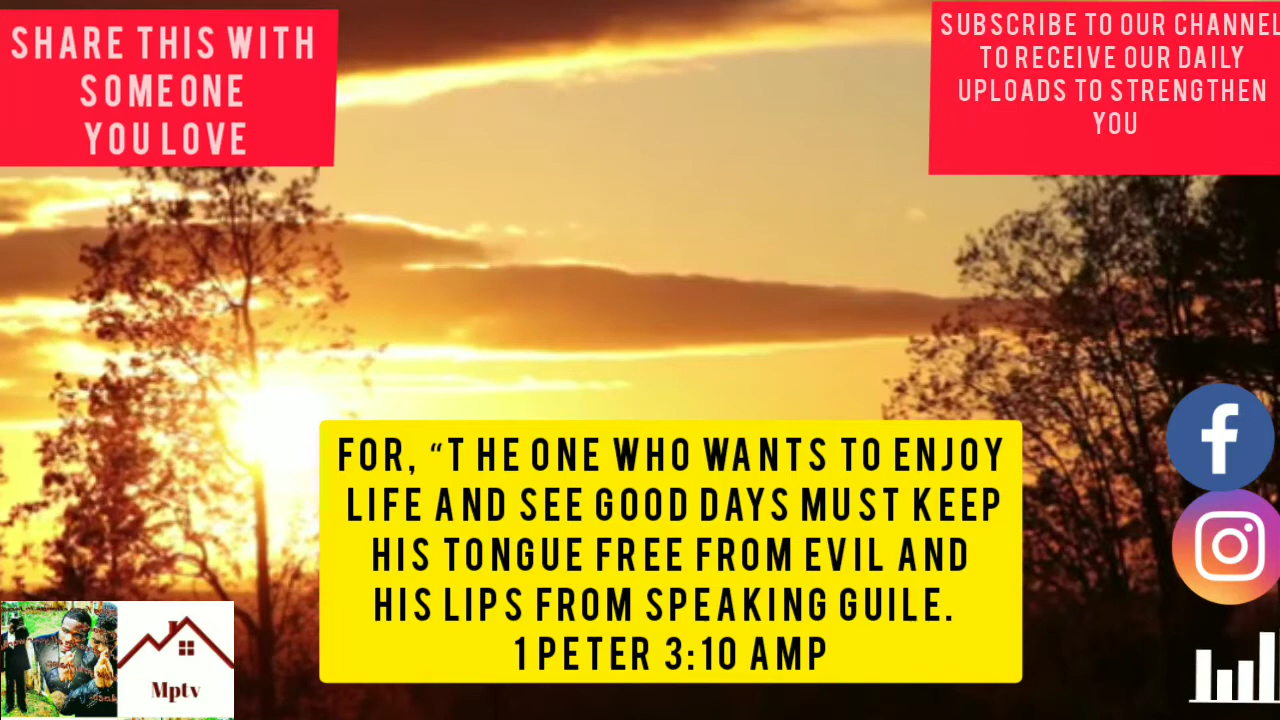 SHARE THIS WITH
SOMEONE
YOU LOVE
SUBSCRIBE TO OUR CHANNEL
TO RECEIVE OUR DAILY
UPLOADS TO STRENGTHEN
YOU
FOR, “THE ONE WHO WANTS TO ENJOY
LIFE AND SEE GOOD DAYS MUST KEEP
HIS TONGUE FREE FROM EVIL AND
HIS LIPS FROM SPEAKING GUILE.
1 PETER 3:10 AMP
Mptv